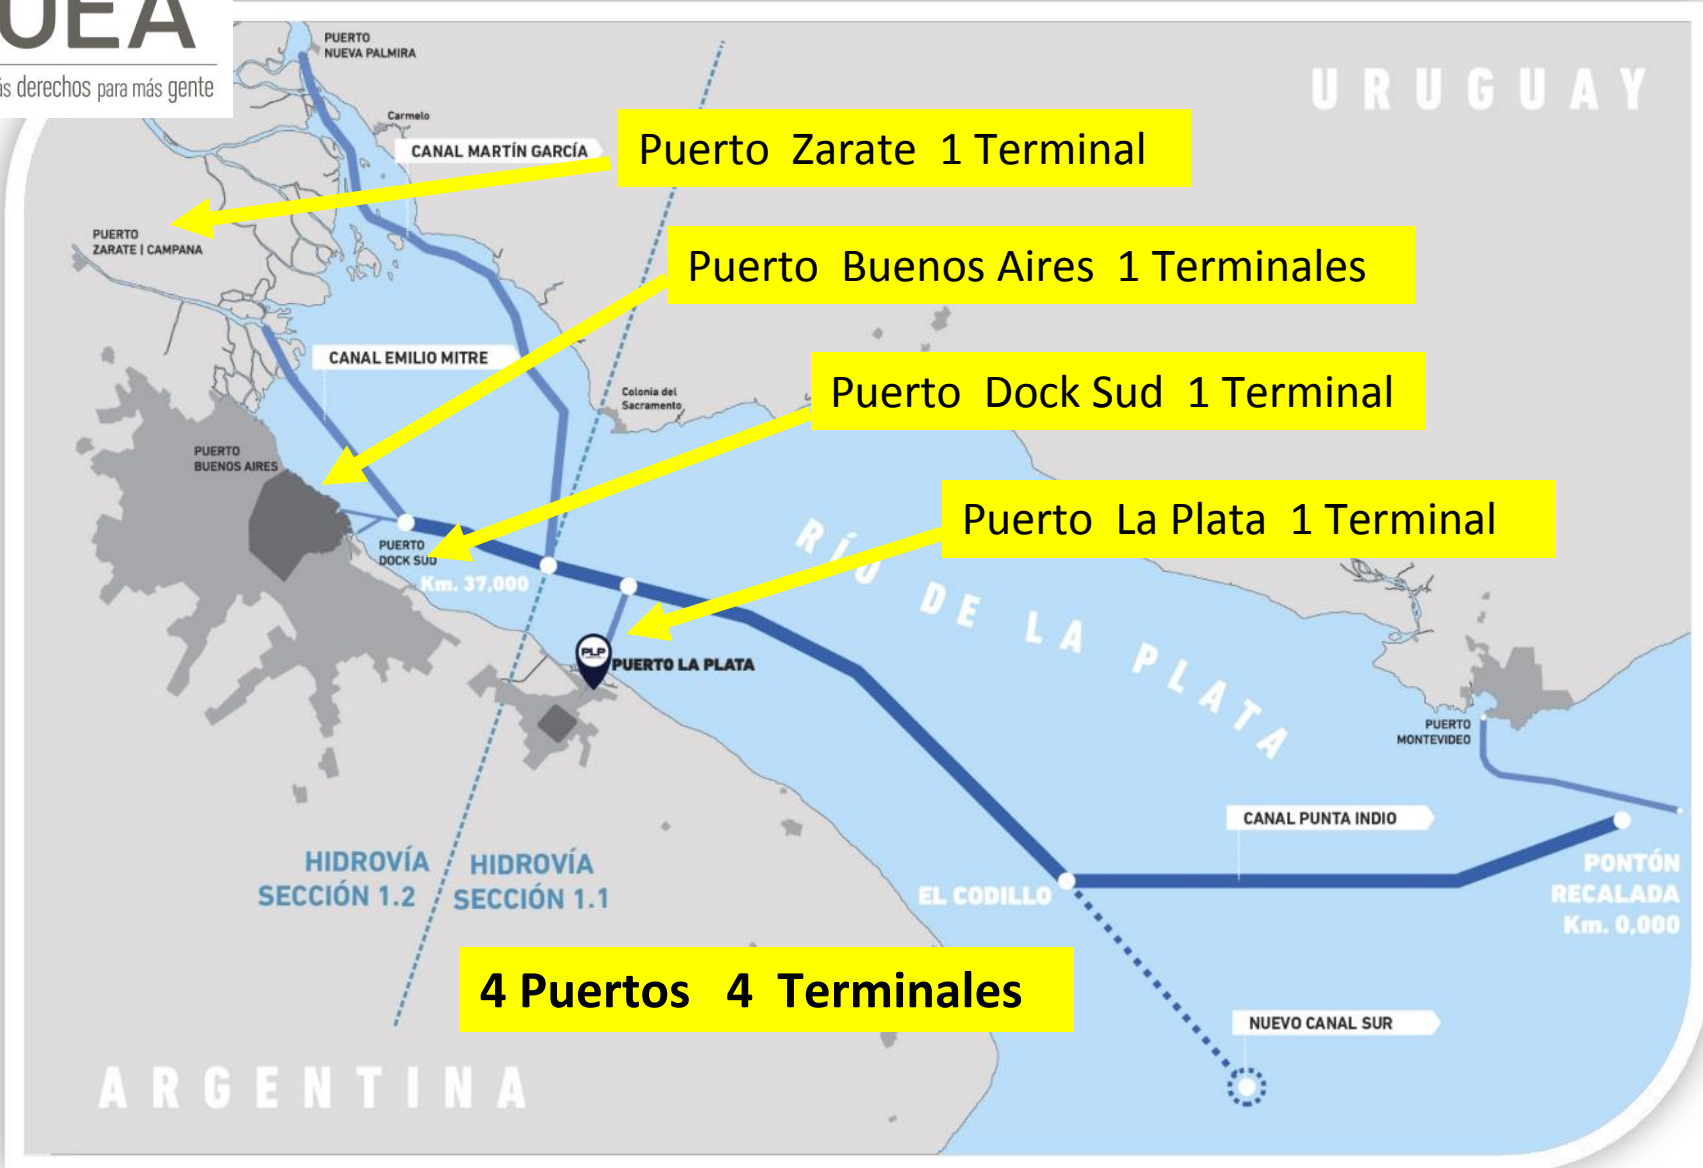 UEA
ás derechos para más gente
PUERTO
NUEVA PALMIRA
URUGUAY
Carmelo
CANAL MARTÍN GARCÍA
Puerto Zarate 1 Terminal
PUERTO
ZARATE | CAMPANA
Puerto Buenos Aires 1 Terminales
CANAL EMILIO MITRE
Colonia del
Sacramento
Puerto Dock Sud 1 Terminal
PUERTO
BUENOS AIRES
Puerto La Plata 1 Terminal
PUERTO
DOCK SUD
Km. 37,000
RÍO DE LA PLATA
PLP
PUERTO LA PLATA
PUERTO
MONTEVIDEO
CANAL PUNTA INDIO
HIDROVÍA
SECCIÓN 1.2
HIDROVÍA
SECCIÓN 1.1
EL CODILLO
PONTÓN
RECALADA
Km. 0,000
4 Puertos 4 Terminales
NUEVO CANAL SUR
ARGENTINA